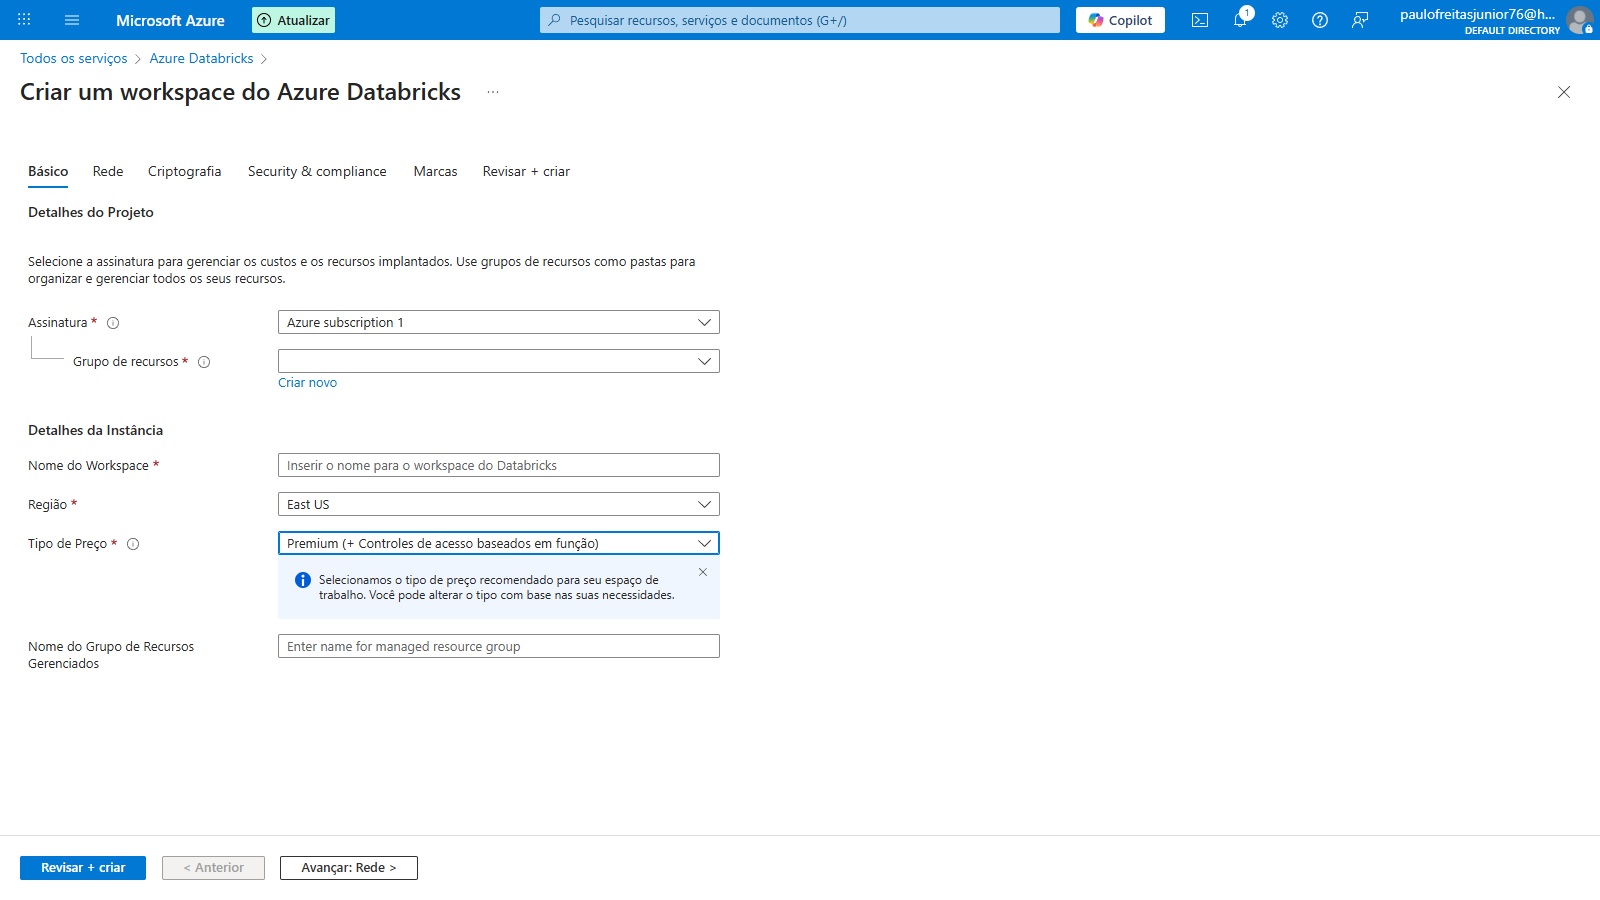 Microsoft Azure
Atualizar
Pesquisar recursos, serviços e documentos (G+/)
Copilot
1
paulofreitasjunior76@h...
DEFAULT DIRECTORY
Todos os serviços > Azure Databricks >
Criar um workspace do Azure Databricks ...
Básico Rede Criptografia Security & compliance Marcas Revisar + criar
Detalhes do Projeto
Selecione a assinatura para gerenciar os custos e os recursos implantados. Use grupos de recursos como pastas para
organizar e gerenciar todos os seus recursos.
Assinatura * Azure subscription 1
Grupo de recursos *
Criar novo
Detalhes da Instância
Nome do Workspace * Inserir o nome para o workspace do Databricks
Região * East US
Tipo de Preço * Premium (+ Controles de acesso baseados em função)
Selecionamos o tipo de preço recomendado para seu espaço de
trabalho. Você pode alterar o tipo com base nas suas necessidades.
Nome do Grupo de Recursos
Gerenciados
Enter name for managed resource group
Revisar + criar
< Anterior
Avançar: Rede >